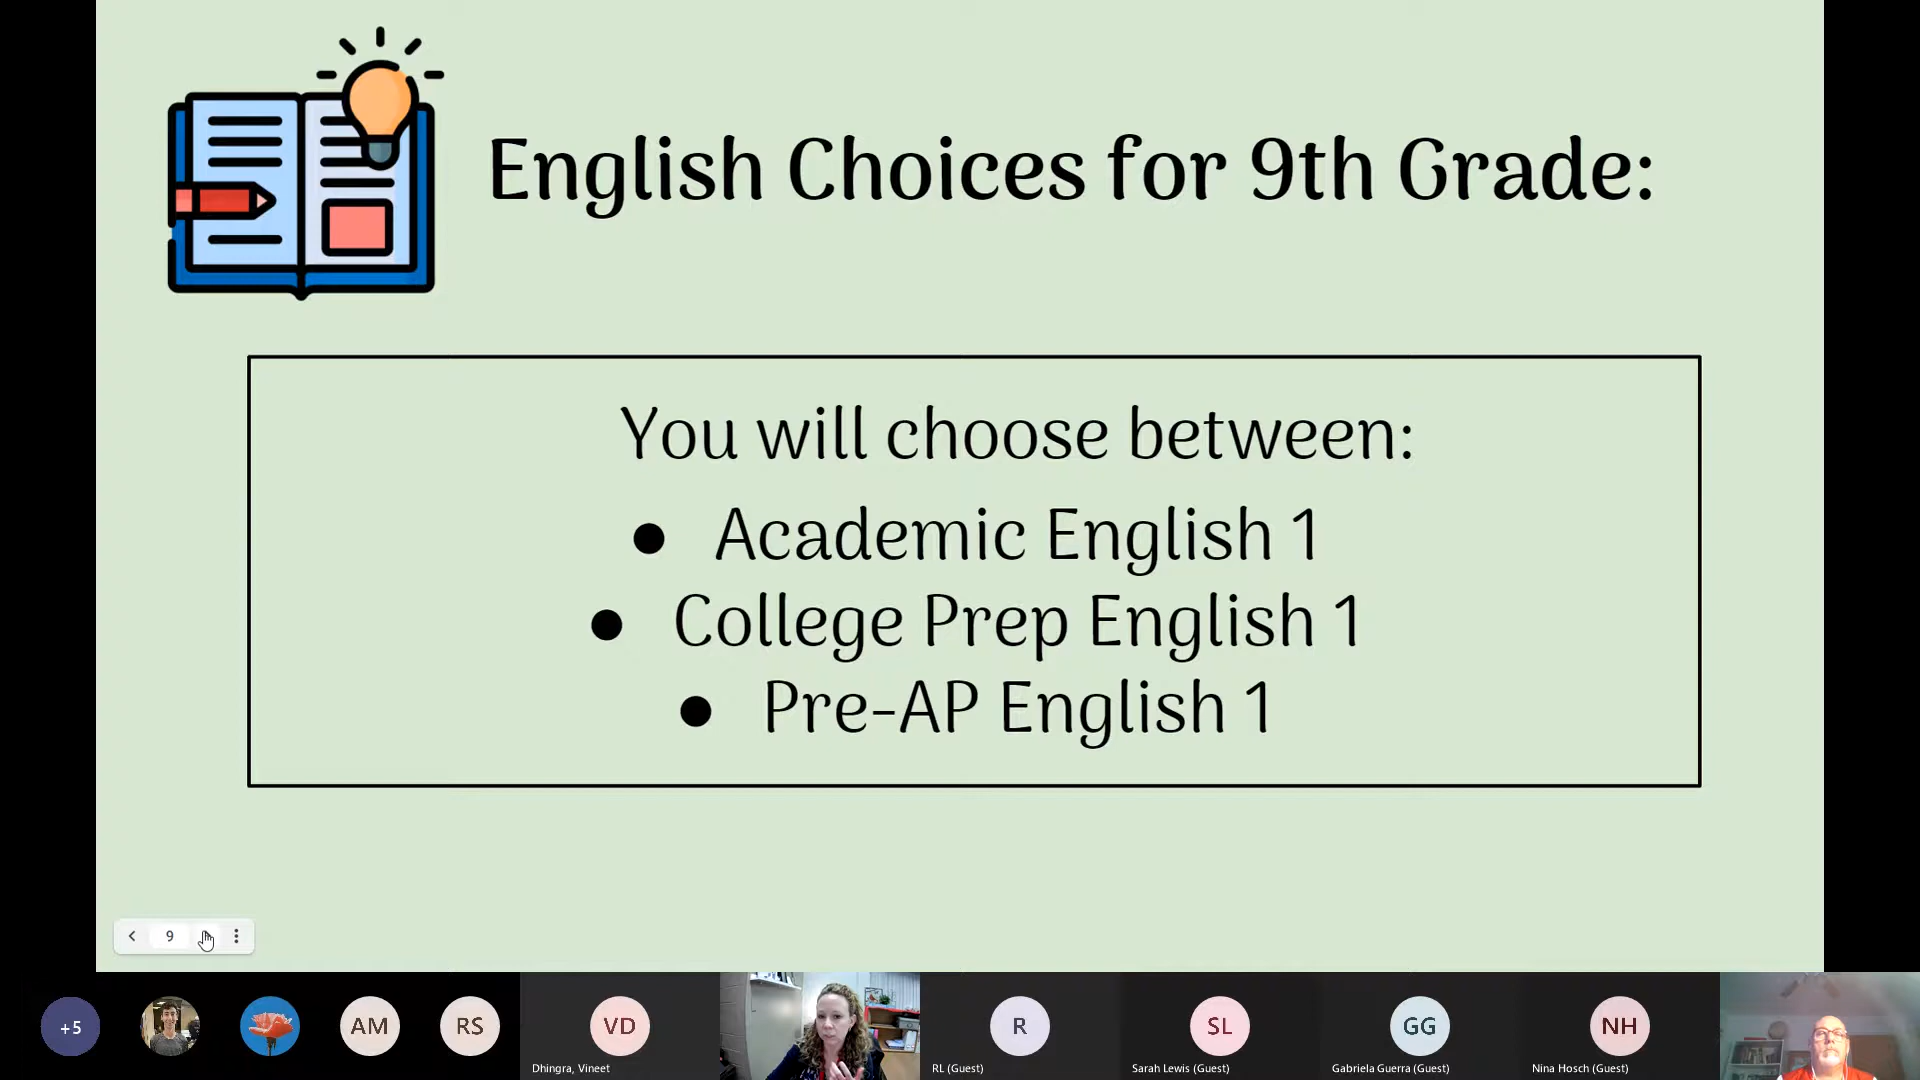 English Choices for 9th Grade:
You will choose between:
● Academic English 1
● College Prep English 1
● Pre-AP English 1
9
+5
AM
RS
VD
R
SL
GG
NH
Dhingra, Vineet
RL (Guest)
Sarah Lewis (Guest)
Gabriela Guerra (Guest)
Nina Hosch (Guest)